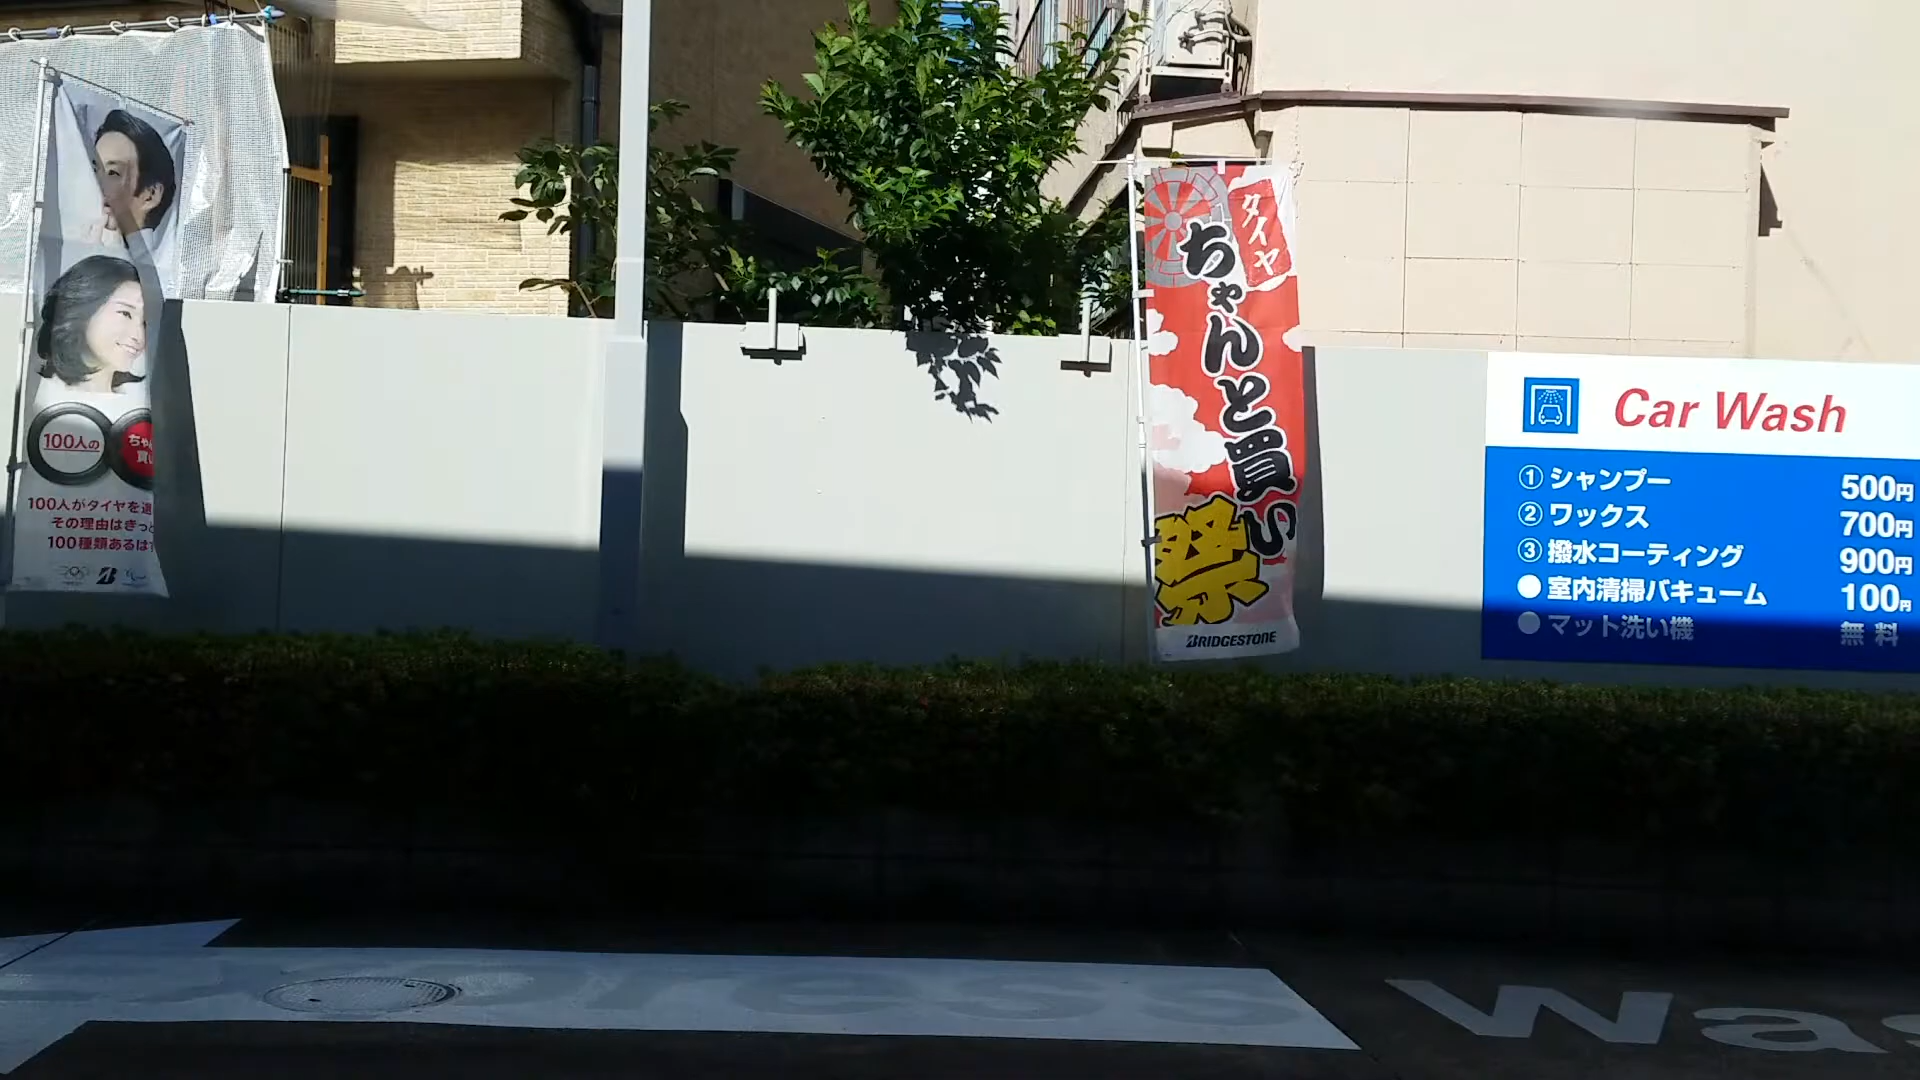 100人の
100人がタイヤを選
その理由はきっと
100種類あるは
タイヤ
ちゃんと買い
祭
BRIDGESTONE
Car Wash
① シャンプー 500円
② ワックス 700円
③ 撥水コーティング 900円
● 室内清掃バキューム 100円
● マット洗い機 無料
press
Was